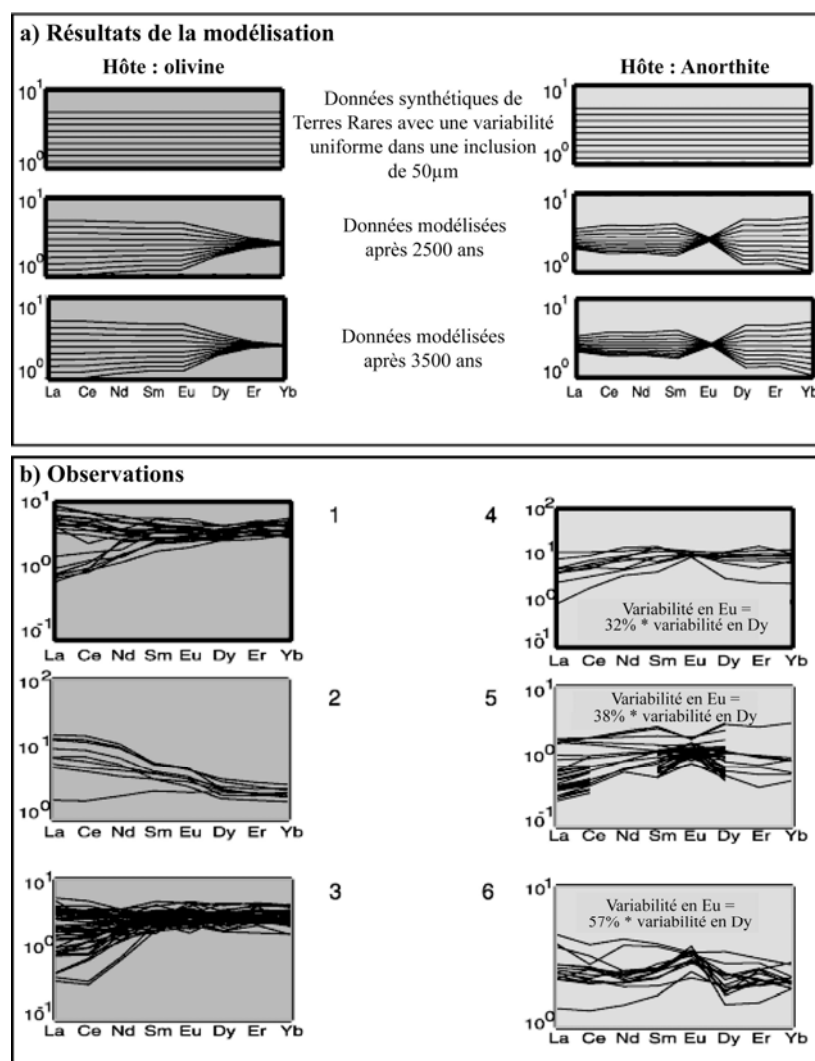 a) Résultats de la modélisation
Hôte : olivine
Hôte : Anorthite
10¹
10⁰
Données synthétiques de
Terres Rares avec une variabilité
uniforme dans une inclusion
de 50µm
10¹
10⁰
10¹
10⁰
Données modélisées
après 2500 ans
10¹
10⁰
10¹
10⁰
Données modélisées
après 3500 ans
10¹
10⁰
La Ce Nd Sm Eu Dy Er Yb
La Ce Nd Sm Eu Dy Er Yb
b) Observations
10¹
10⁰
10⁻¹
La Ce Nd Sm Eu Dy Er Yb
1
4
10²
10¹
10⁰
10⁻¹
Variabilité en Eu =
32% * variabilité en Dy
La Ce Nd Sm Eu Dy Er Yb
10²
10¹
10⁰
La Ce Nd Sm Eu Dy Er Yb
2
5
10¹
10⁰
10⁻¹
Variabilité en Eu =
38% * variabilité en Dy
La Ce Nd Sm Eu Dy Er Yb
10¹
10⁰
10⁻¹
La Ce Nd Sm Eu Dy Er Yb
3
6
10¹
10⁰
Variabilité en Eu =
57% * variabilité en Dy
La Ce Nd Sm Eu Dy Er Yb